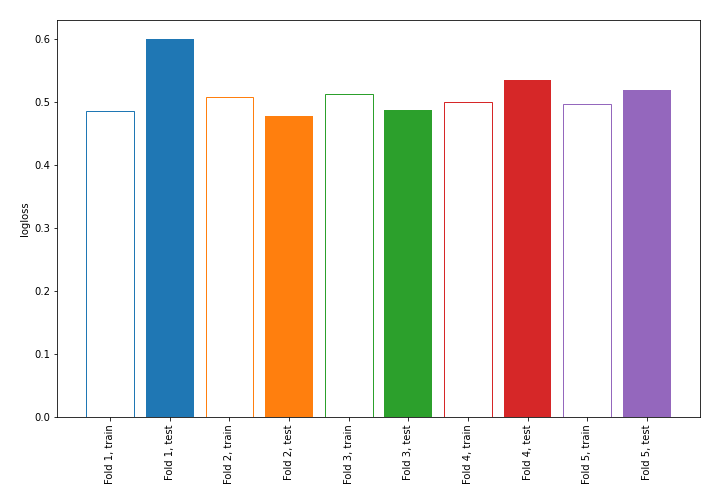 logloss
0.6
0.5
0.4
0.3
0.2
0.1
0.0
Fold 1, train
Fold 1, test
Fold 2, train
Fold 2, test
Fold 3, train
Fold 3, test
Fold 4, train
Fold 4, test
Fold 5, train
Fold 5, test